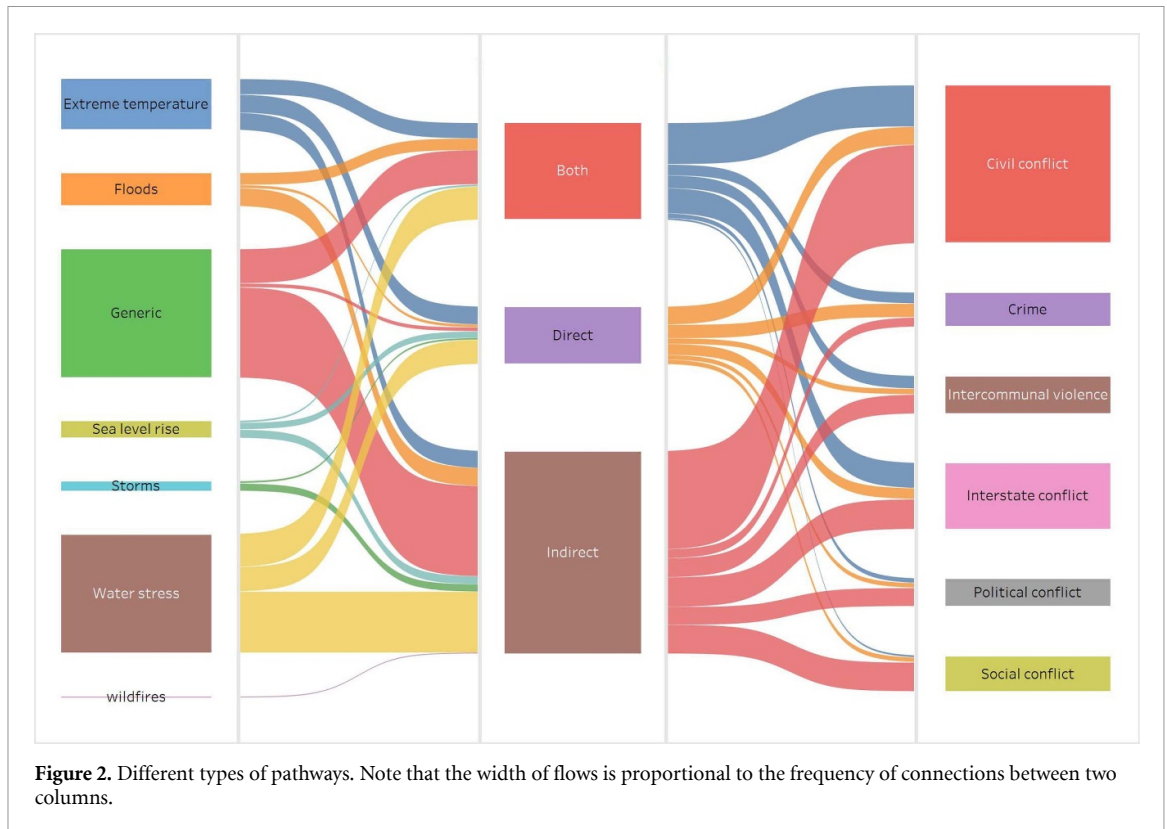 Extreme temperature
Floods
Generic
Sea level rise
Storms
Water stress
wildfires
Both
Direct
Indirect
Civil conflict
Crime
Intercommunal violence
Interstate conflict
Political conflict
Social conflict
Figure 2. Different types of pathways. Note that the width of flows is proportional to the frequency of connections between two
columns.